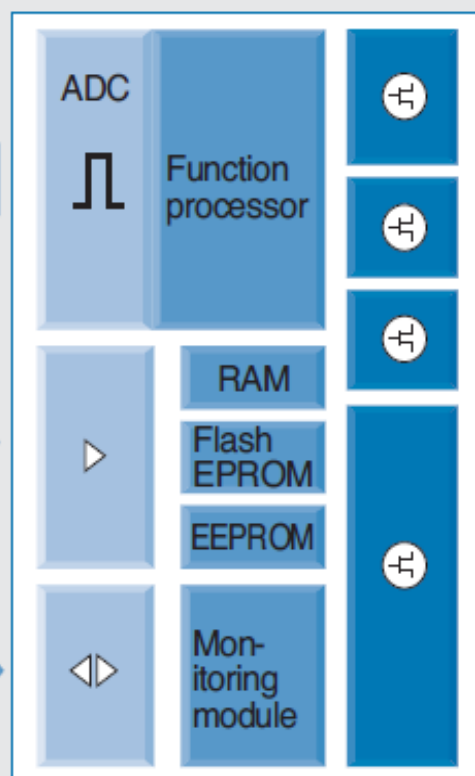 ADC
Function
processor
RAM
Flash
EPROM
EEPROM
Mon-
itoring
module